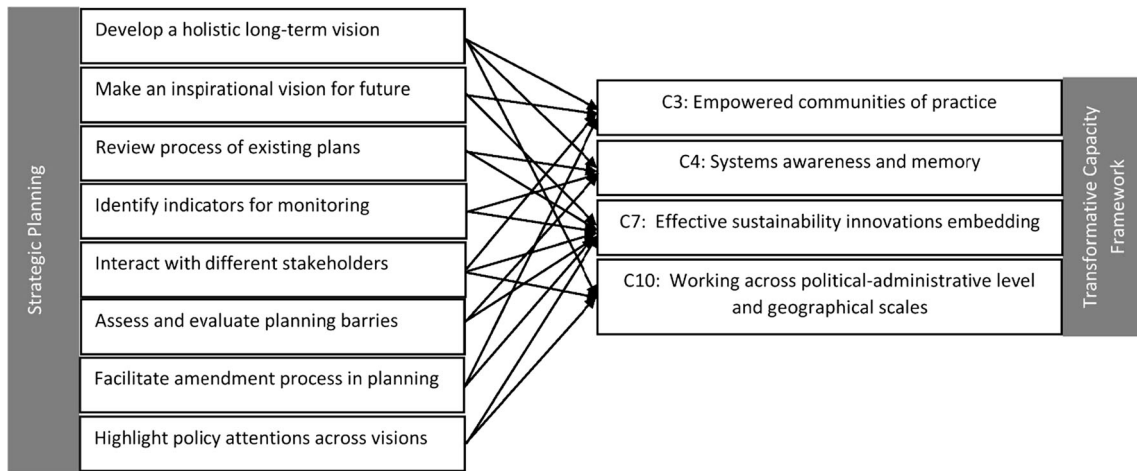 Strategic Planning
Develop a holistic long-term vision
Make an inspirational vision for future
Review process of existing plans
Identify indicators for monitoring
Interact with different stakeholders
Assess and evaluate planning barries
Facilitate amendment process in planning
Highlight policy attentions across visions
C3: Empowered communities of practice
C4: Systems awareness and memory
C7:  Effective sustainability innovations embedding
C10:  Working across political-administrative level
and geographical scales
Transformative Capacity
Framework